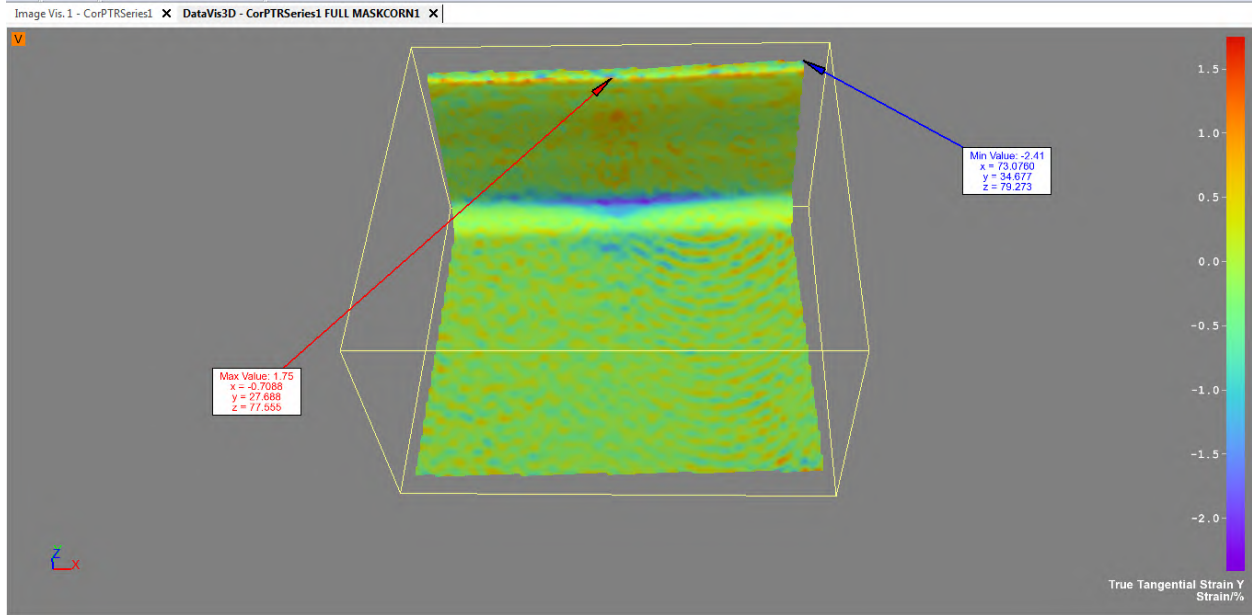 Image Vis. 1 - CorPTRSeries1 X DataVis3D - CorPTRSeries1 FULL MASKCORN1 X
V
1.5
1.0
Min Value: -2.41
x = 73.0760
y = 34.677
z = 79.273
0.5
0.0
-0.5
Max Value: 1.75
x = -0.7088
y = 27.688
z = 77.555
-1.0
-1.5
-2.0
Z
X
True Tangential Strain Y
Strain/%